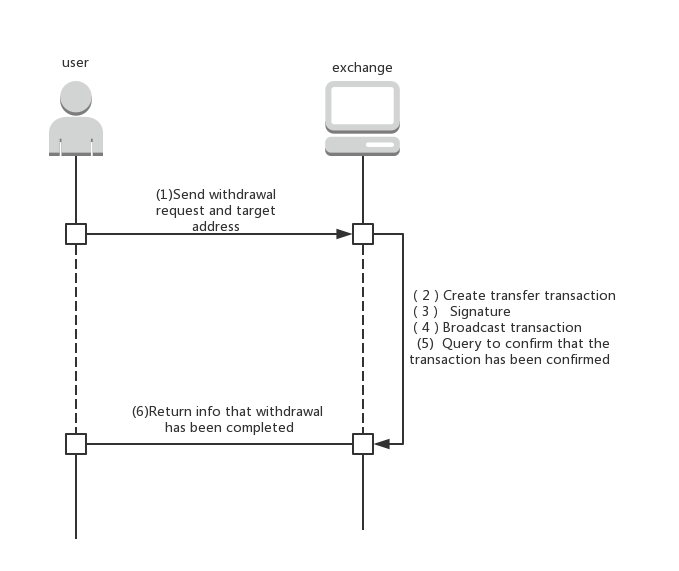 user
exchange
(1)Send withdrawal
request and target
address
( 2 ) Create transfer transaction
( 3 ) Signature
( 4 ) Broadcast transaction
(5) Query to confirm that the
transaction has been confirmed
(6)Return info that withdrawal
has been completed